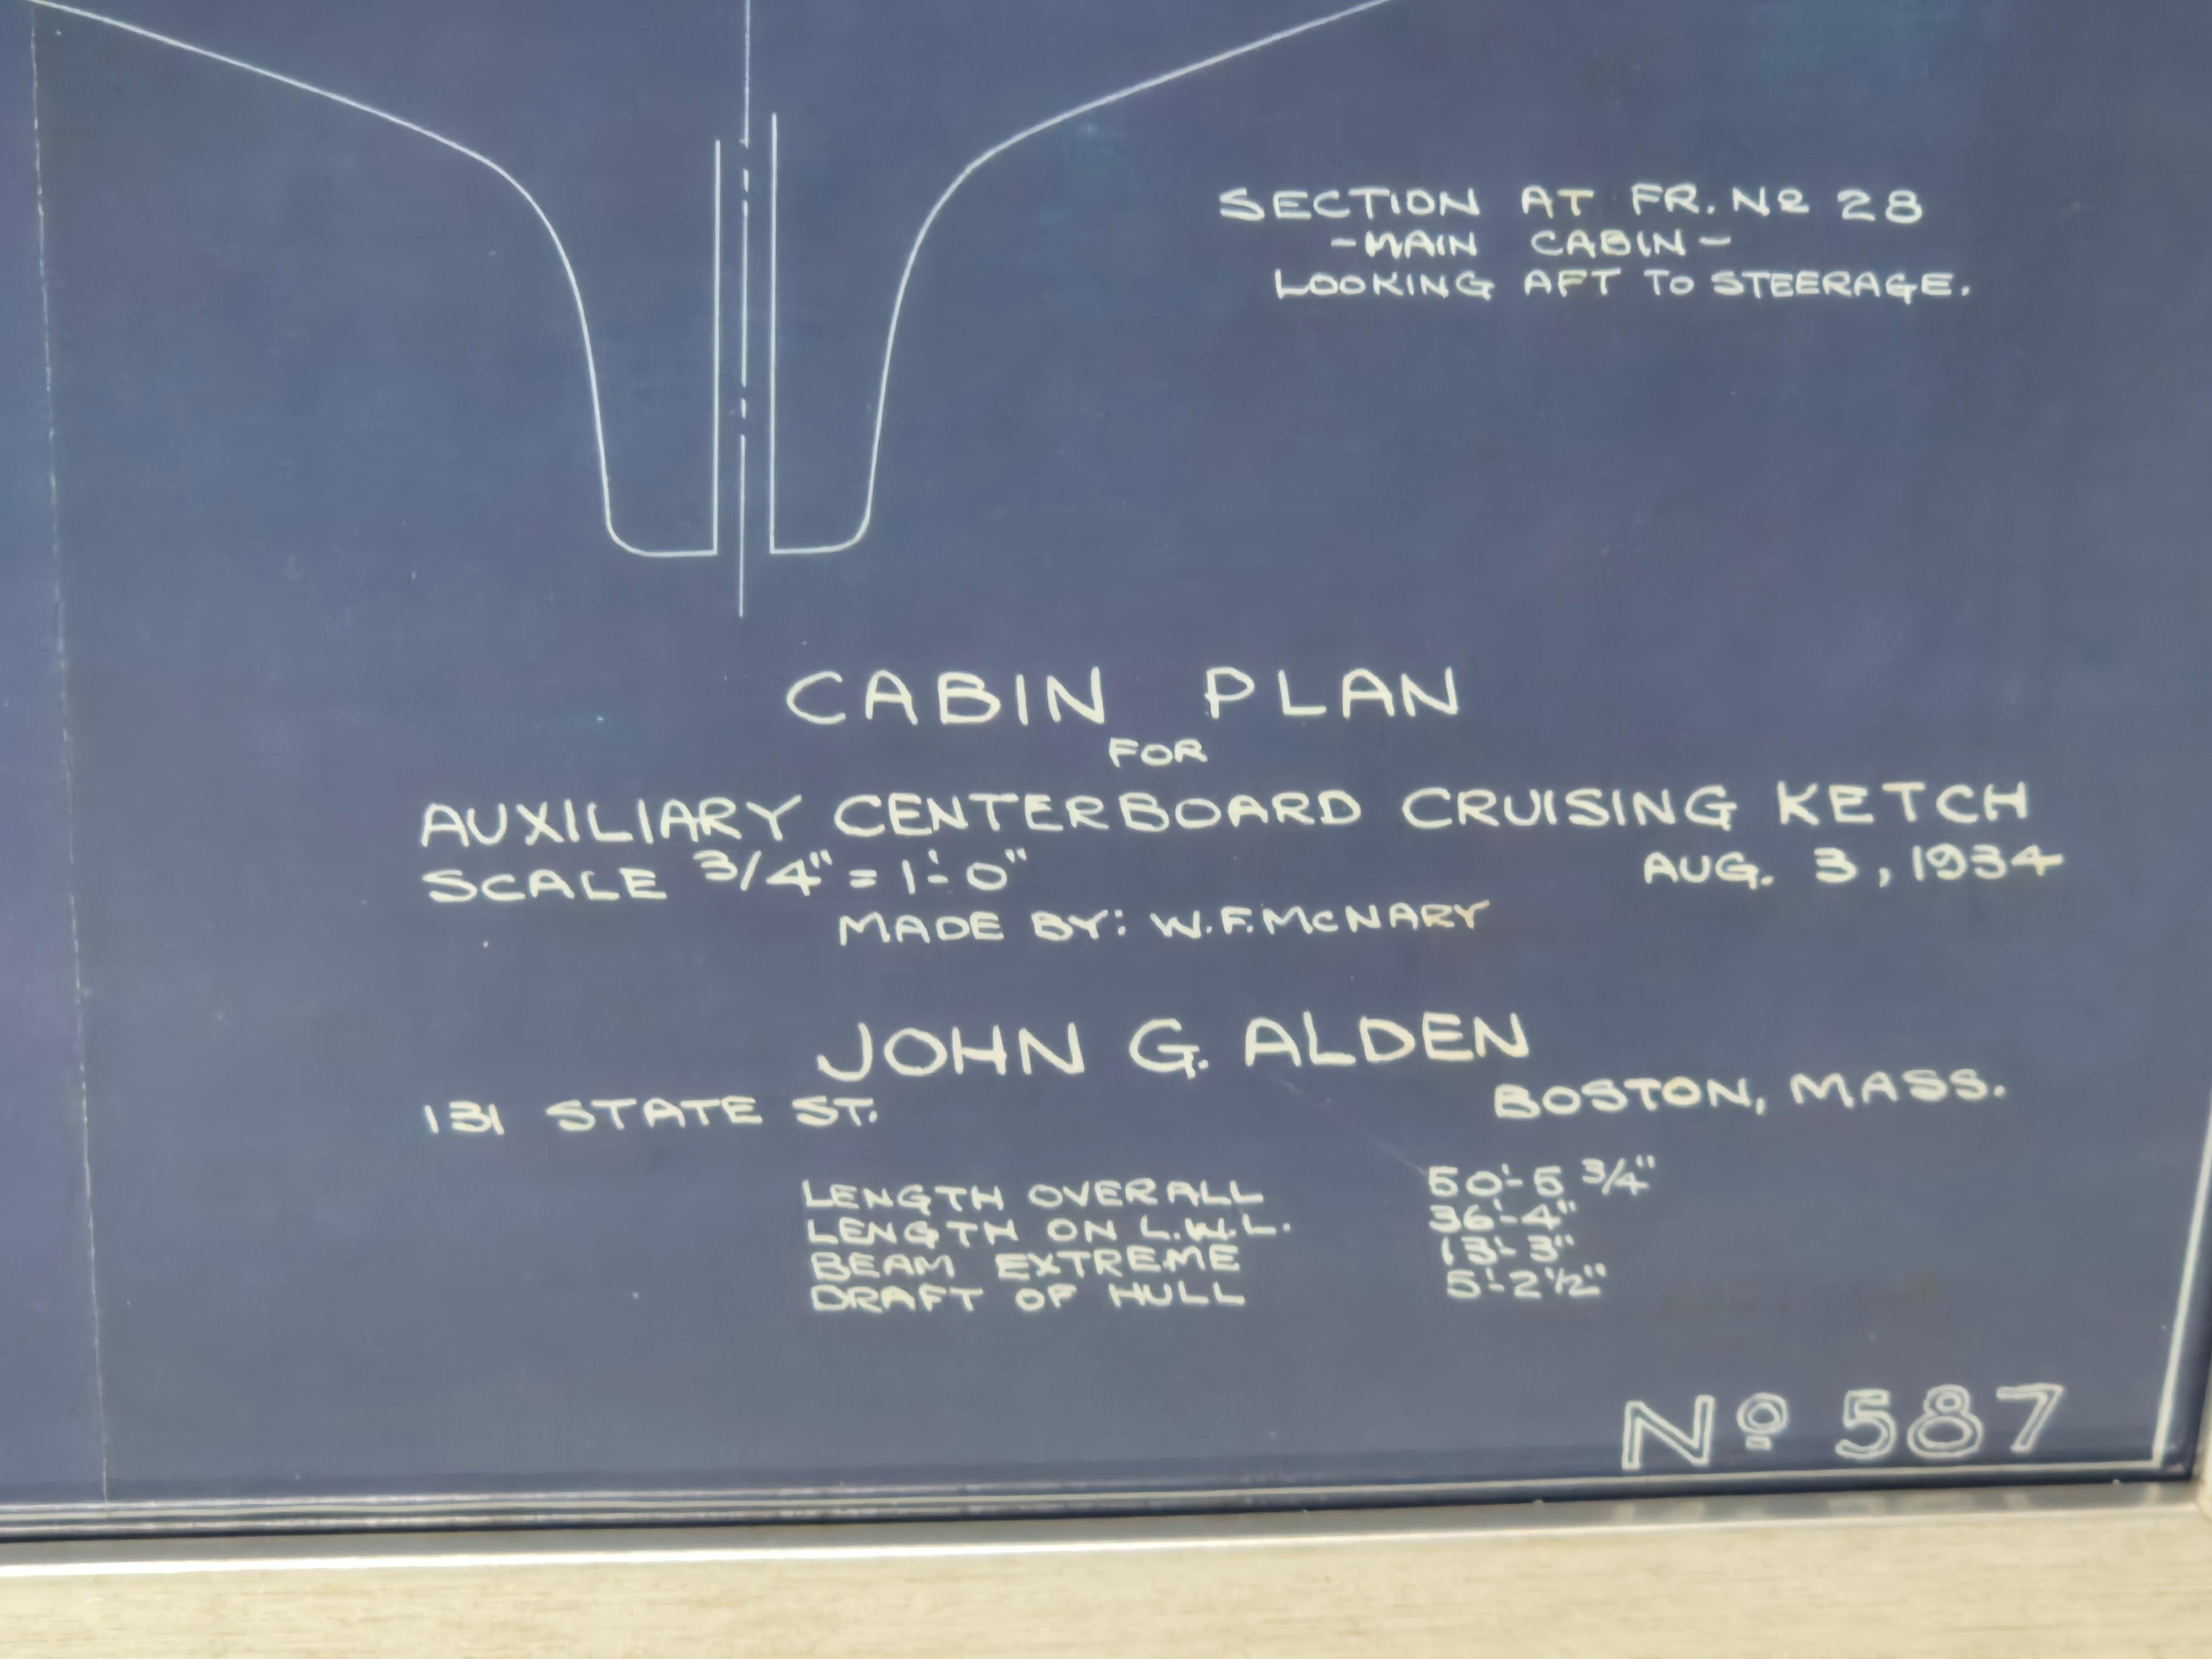 SECTION AT FR. Nº 28
-MAIN CABIN-
LOOKING AFT TO STEERAGE.
CABIN PLAN
FOR
AUXILIARY CENTERBOARD CRUISING KETCH
SCALE 3/4" = 1'-0" AUG. 3, 1934
MADE BY: W.F. McNARY
JOHN G. ALDEN
131 STATE ST. BOSTON, MASS.
LENGTH OVERALL 50'-5 3/4"
LENGTH ON L.W.L. 36'-4"
BEAM EXTREME 13'-3"
DRAFT OF HULL 5'-2 1/2"
Nº 587